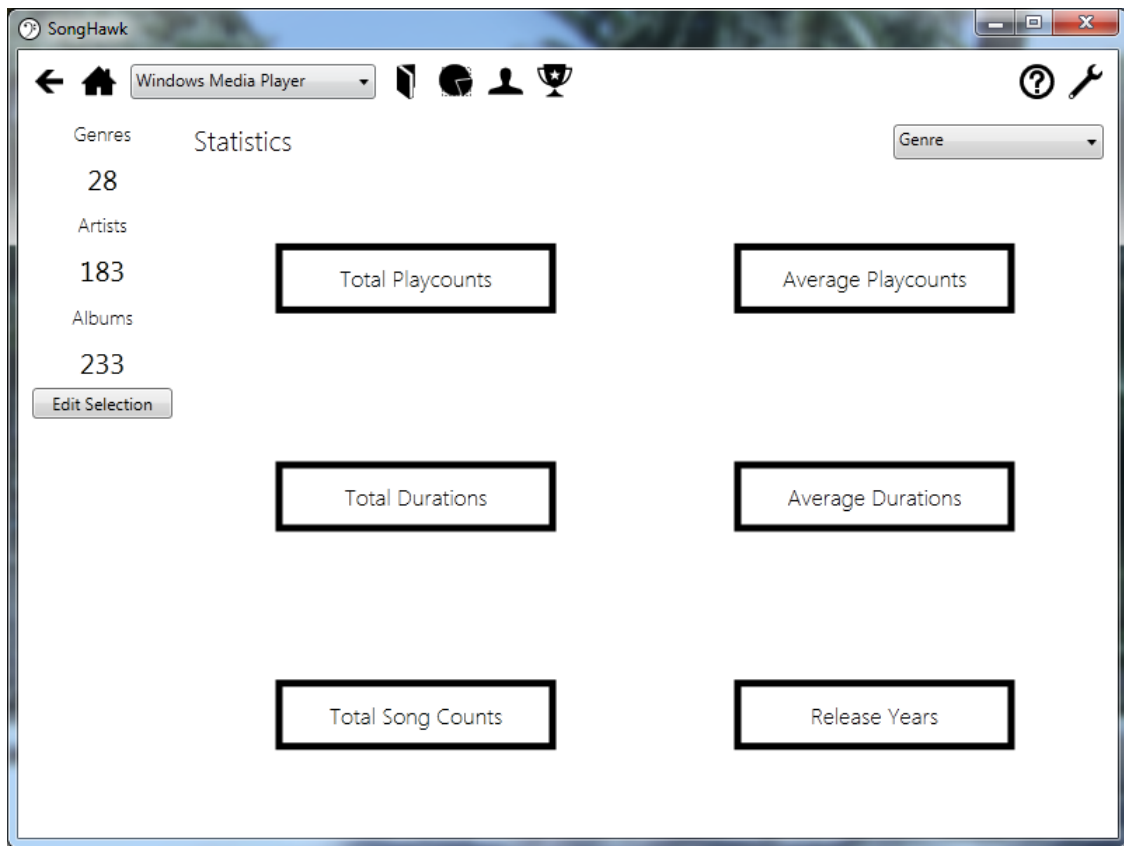 SongHawk
Windows Media Player
Genres
28
Artists
183
Albums
233
Edit Selection
Statistics
Genre
Total Playcounts
Average Playcounts
Total Durations
Average Durations
Total Song Counts
Release Years